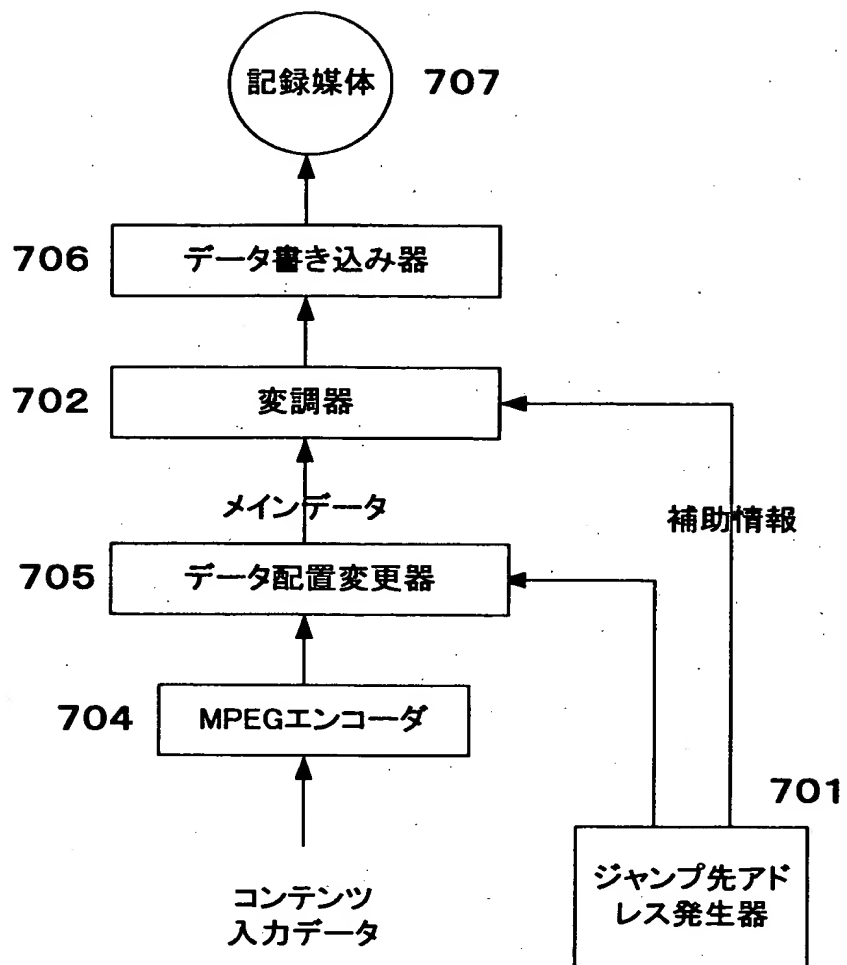 記録媒体 707
706 データ書き込み器
702 変調器
メインデータ
補助情報
705 データ配置変更器
704 MPEGエンコーダ
701
ジャンプ先アド
レス発生器
コンテンツ
入力データ